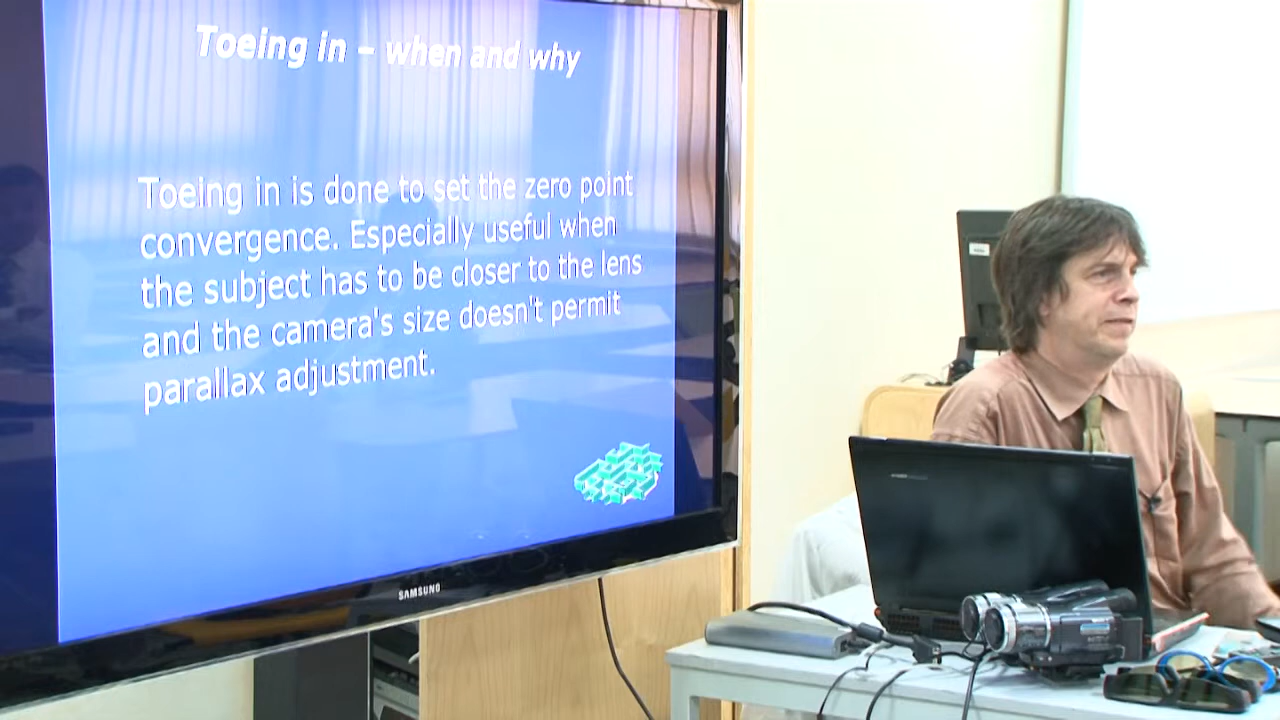 Toeing in – when and why
Toeing in is done to set the zero point
convergence. Especially useful when
the subject has to be closer to the lens
and the camera's size doesn't permit
parallax adjustment.
SAMSUNG